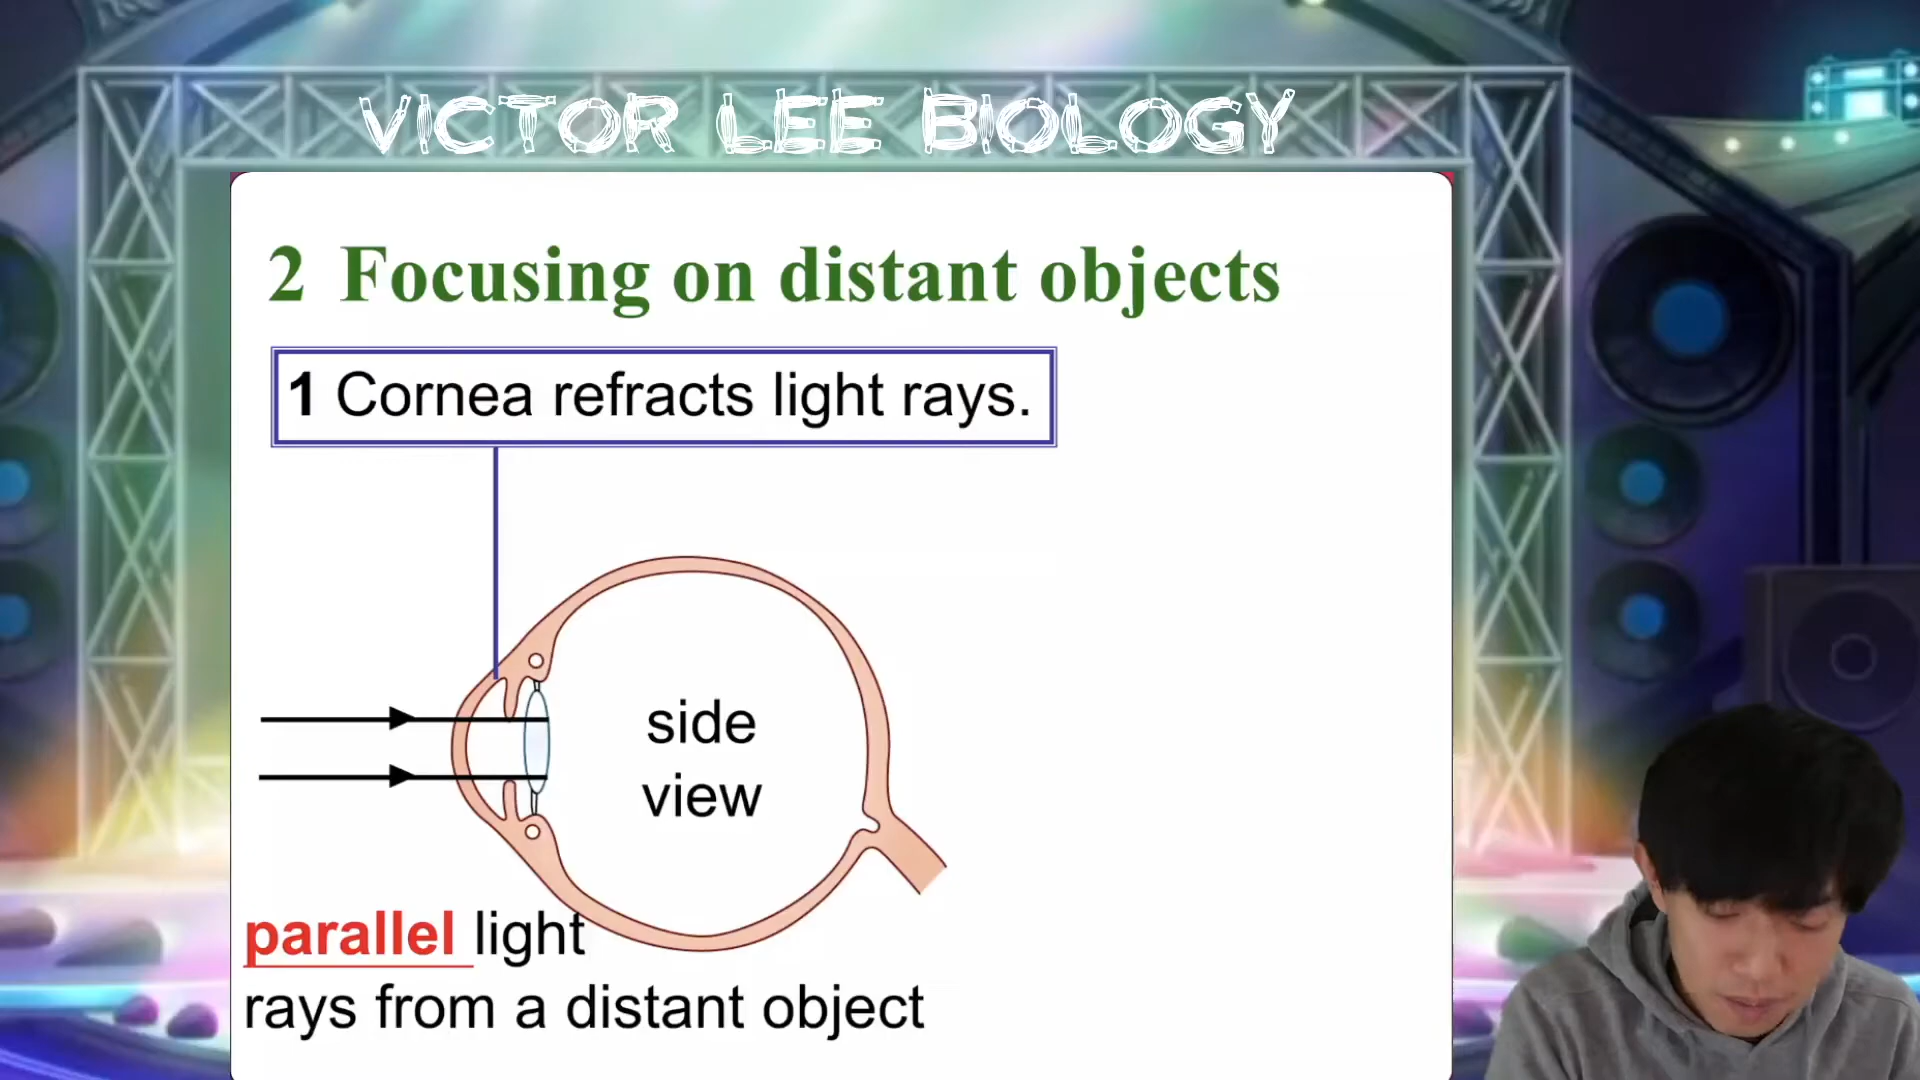 VICTOR LEE BIOLOGY
2 Focusing on distant objects
1 Cornea refracts light rays.
side
view
parallel light
rays from a distant object